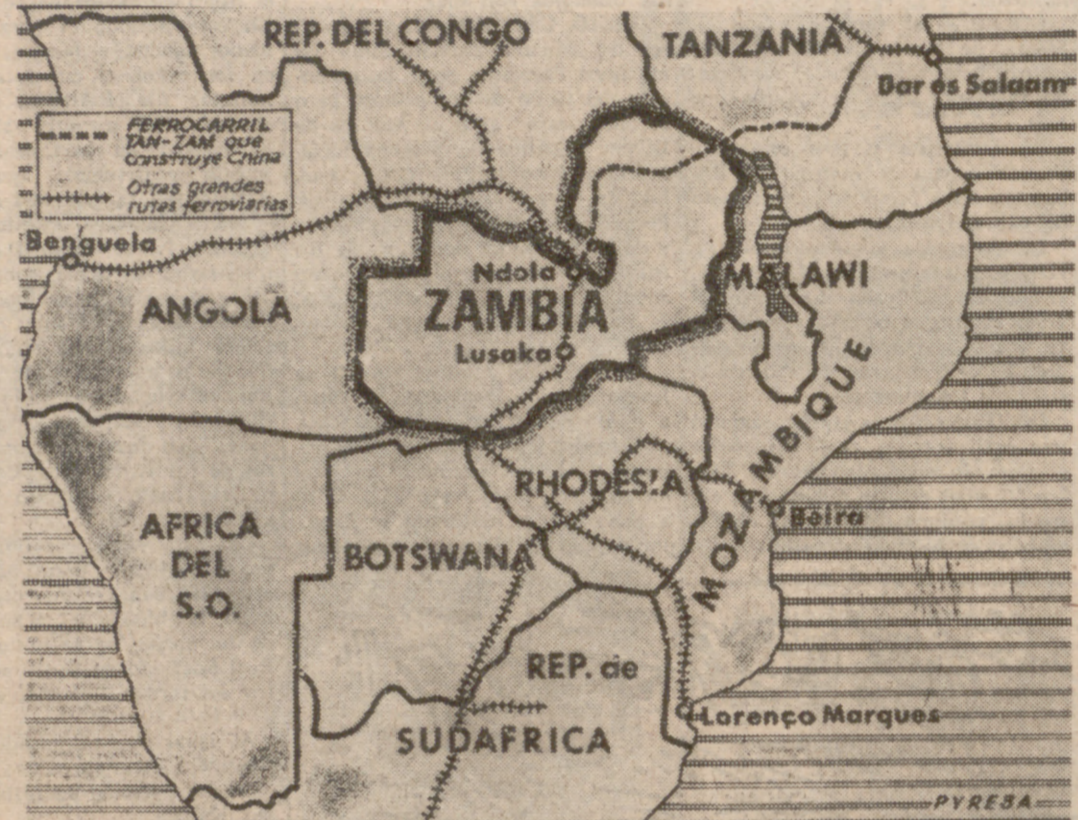 REP. DEL CONGO
TANZANIA
Dar es Salaam
FERROCARRIL
TAN-ZAM que
construye China
Otras grandes
rutas ferroviarias
Benguela
Ndola
MALAWI
ANGOLA
ZAMBIA
Lusaka
MOZAMBIQUE
RHODESIA
Beira
AFRICA
DEL
S.O.
BOTSWANA
REP. de
SUDAFRICA
Lorenço Marques
PYRESA